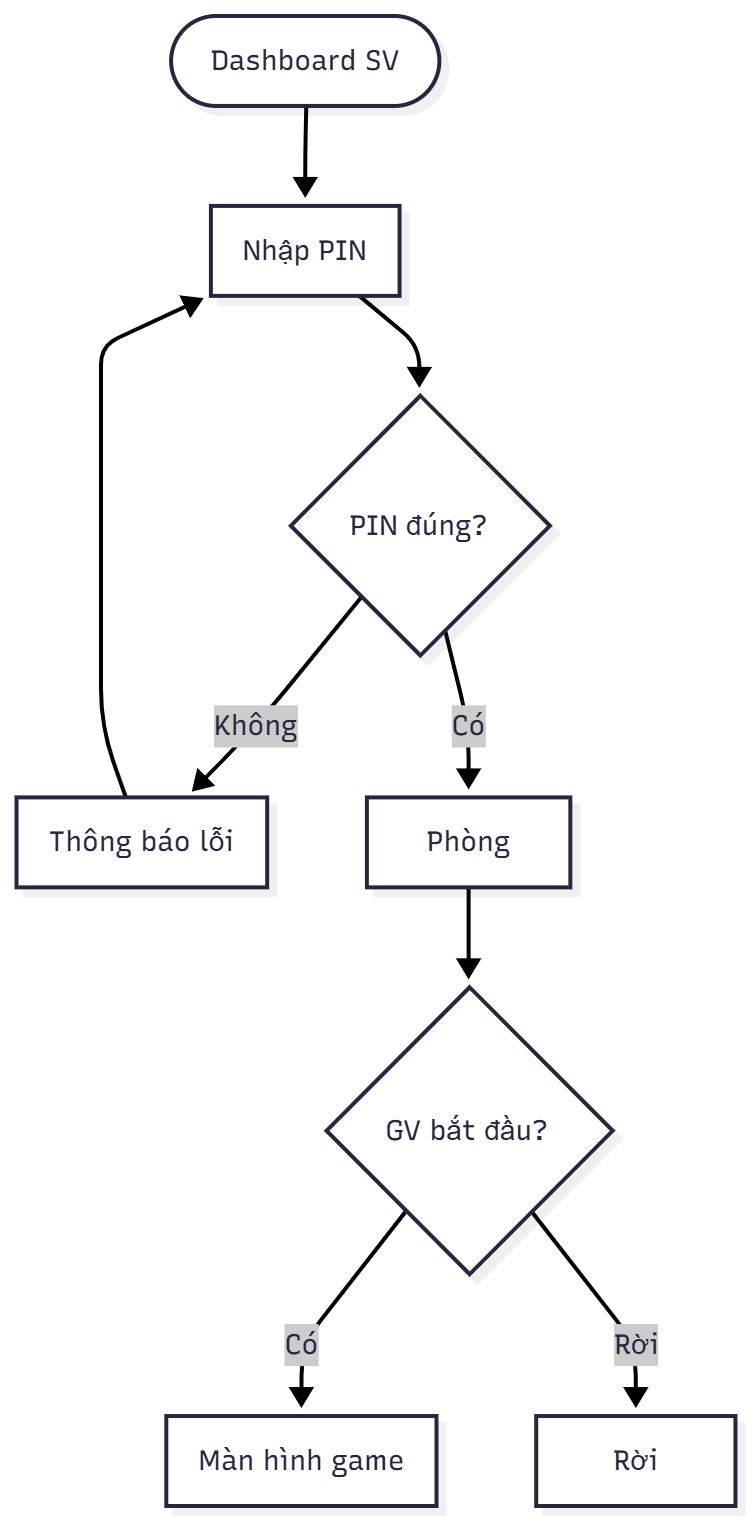 Dashboard SV
Nhập PIN
PIN đúng?
Không
Có
Thông báo lỗi
Phòng
GV bắt đầu?
Có
Rời
Màn hình game
Rời